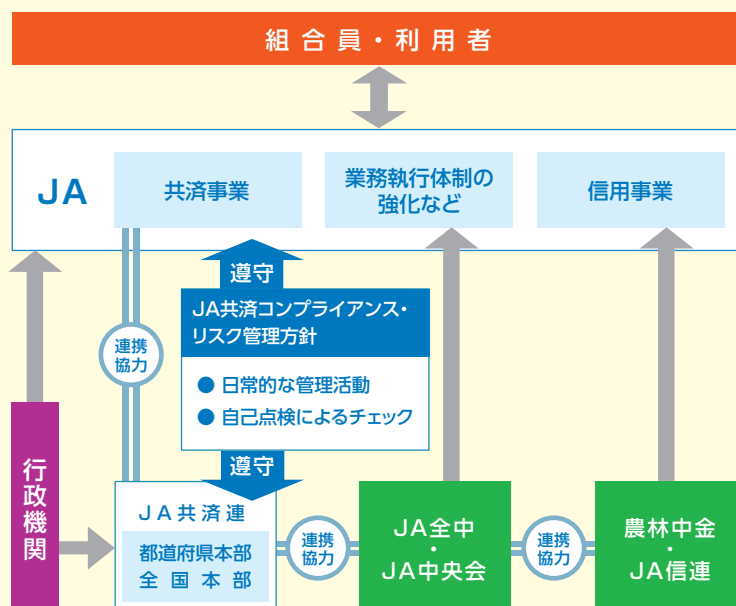 組合員・利用者
JA
共済事業
業務執行体制の
強化など
信用事業
遵守
JA共済コンプライアンス・
リスク管理方針
● 日常的な管理活動
● 自己点検によるチェック
遵守
連携
協力
行政機関
JA共済連
都道府県本部
全国本部
連携
協力
JA全中
・
JA中央会
連携
協力
農林中金
・
JA信連